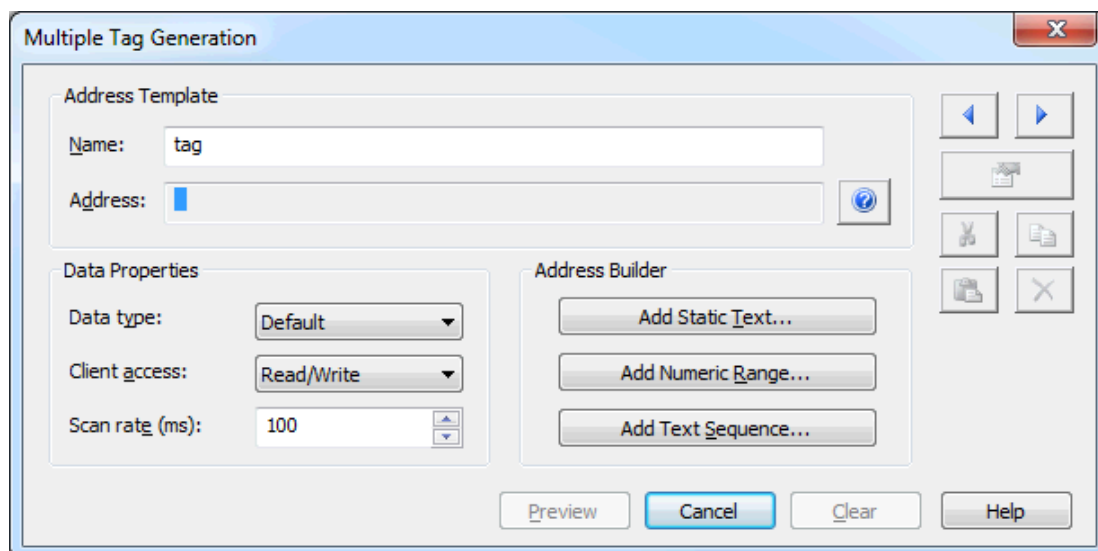 Multiple Tag Generation
Address Template
Name: tag
Address:
Data Properties
Data type: Default
Client access: Read/Write
Scan rate (ms): 100
Address Builder
Add Static Text...
Add Numeric Range...
Add Text Sequence...
Preview Cancel Clear Help